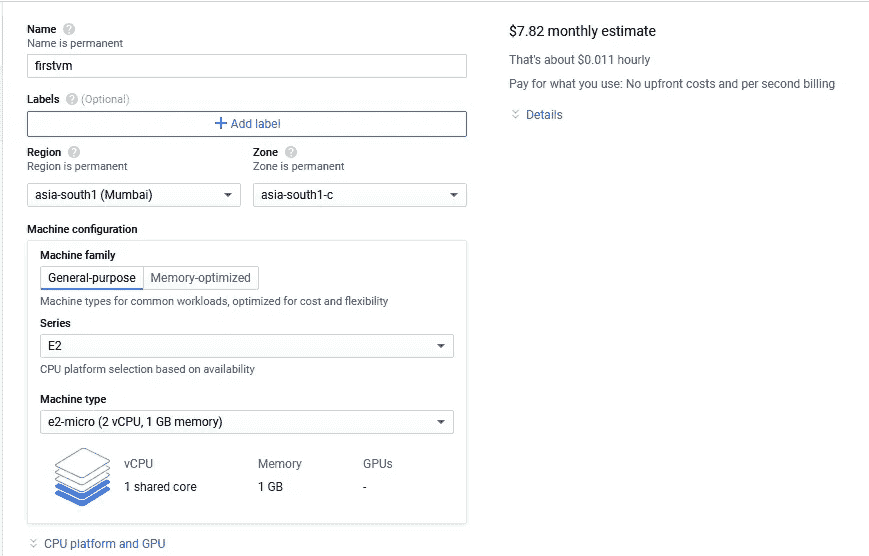 Name ?
Name is permanent
firstvm
Labels ? (Optional)
+ Add label
Region ?
Region is permanent
asia-south1 (Mumbai)
Zone ?
Zone is permanent
asia-south1-c
Machine configuration
Machine family
General-purpose
Memory-optimized
Machine types for common workloads, optimized for cost and flexibility
Series
E2
CPU platform selection based on availability
Machine type
e2-micro (2 vCPU, 1 GB memory)
vCPU
1 shared core
Memory
1 GB
GPUs
-
CPU platform and GPU
$7.82 monthly estimate
That's about $0.011 hourly
Pay for what you use: No upfront costs and per second billing
Details